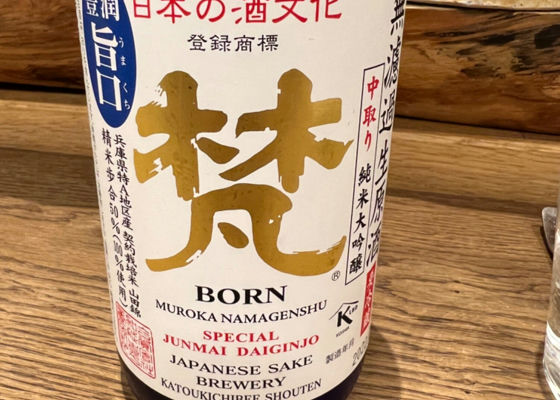 日本の酒文化
登録商標
梵
®
BORN
MUROKA NAMAGENSHU
SPECIAL
JUNMAI DAIGINJO
JAPANESE SAKE
BREWERY
KATOUKICHIBEE SHOUTEN
豊潤
旨口
うまくち
兵庫県特A地区産 契約栽培米 山田錦
精米歩合50%(100%使用)
無濾過生原酒
中取り
純米大吟醸
製造年月